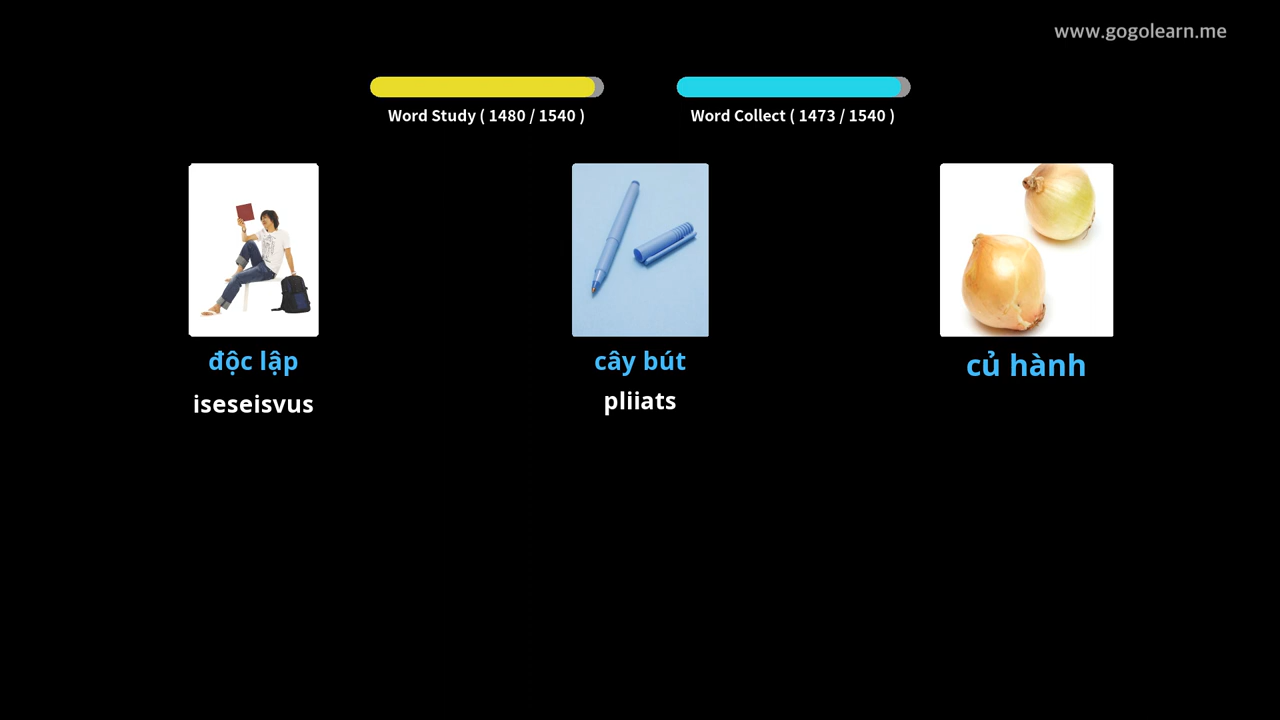 www.gogolearn.me
Word Study ( 1480 / 1540 )
Word Collect ( 1473 / 1540 )
độc lập
iseseisvus
cây bút
pliiats
củ hành